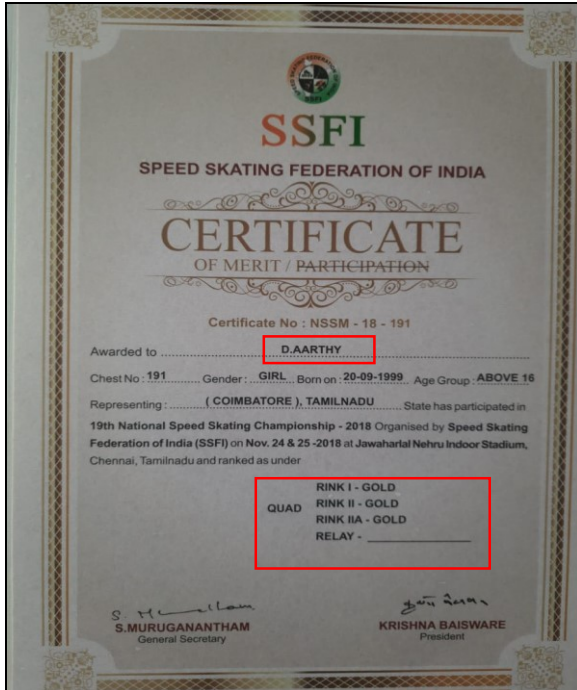 SSFI
SPEED SKATING FEDERATION OF INDIA
CERTIFICATE
OF MERIT / PARTICIPATION
Certificate No : NSSM - 18 - 191
Awarded to ........ D.AARTHY ........
Chest No : 191 Gender : GIRL Born on : 20-09-1999 Age Group : ABOVE 16
Representing : ........ ( COIMBATORE ), TAMILNADU ........ State has participated in
19th National Speed Skating Championship - 2018 Organised by Speed Skating
Federation of India (SSFI) on Nov. 24 & 25 -2018 at Jawaharlal Nehru Indoor Stadium,
Chennai, Tamilnadu and ranked as under
RINK I - GOLD
QUAD RINK II - GOLD
RINK IIA - GOLD
RELAY - ____________
S.MURUGANANTHAM
General Secretary
KRISHNA BAISWARE
President